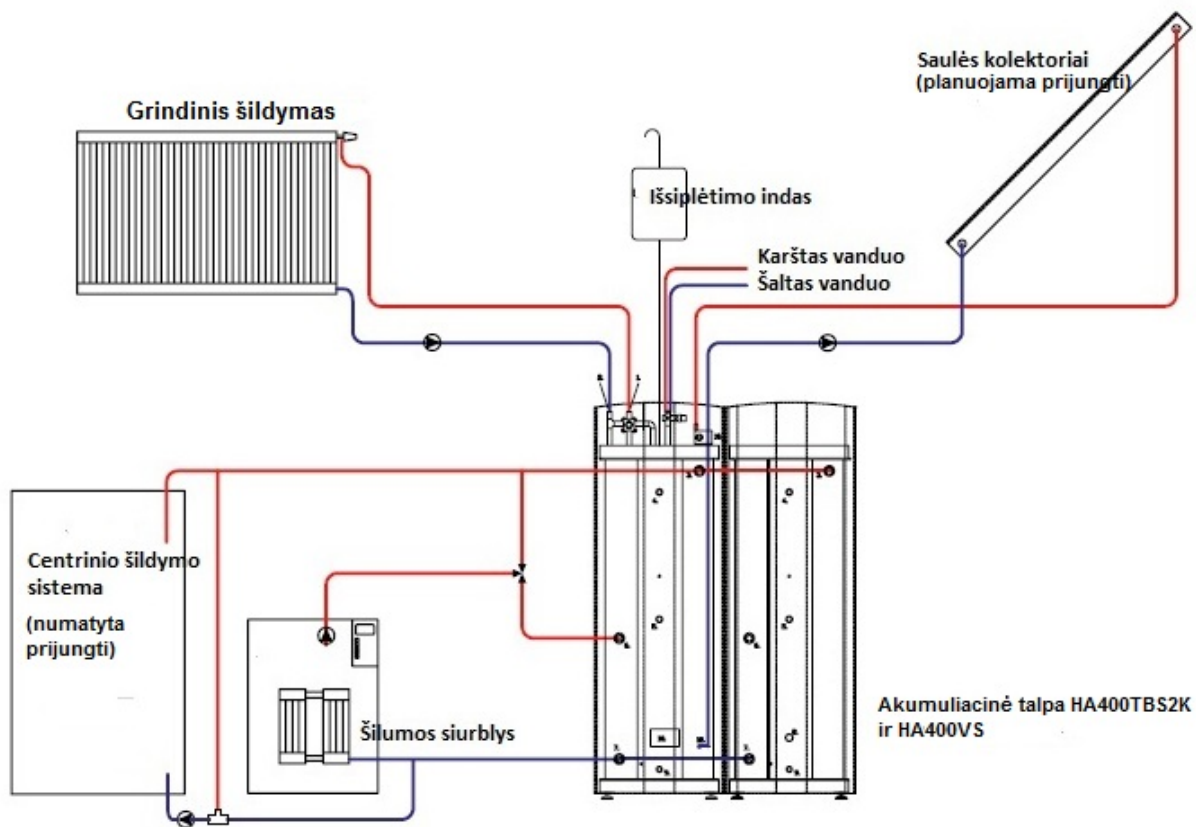 Saulės kolektoriai
(planuojama prijungti)
Grindinis šildymas
Išsiplėtimo indas
Karštas vanduo
Šaltas vanduo
Centrinio šildymo
sistema
(numatyta
prijungti)
Šilumos siurblys
Akumuliacinė talpa HA400TBS2K
ir HA400VS